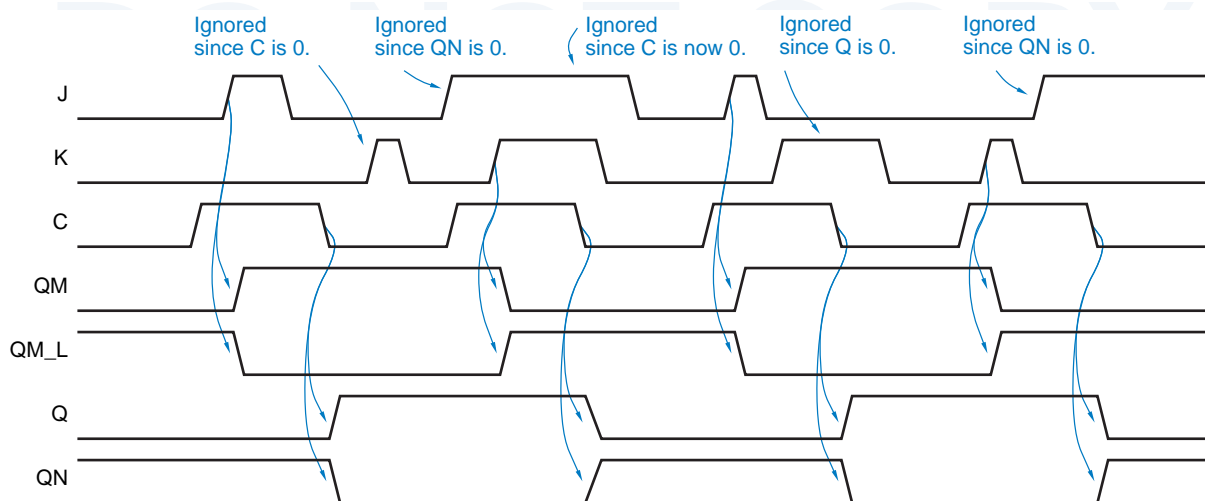 Ignored
since C is 0.
Ignored
since QN is 0.
Ignored
since C is now 0.
Ignored
since Q is 0.
Ignored
since QN is 0.
J
K
C
QM
QM_L
Q
QN